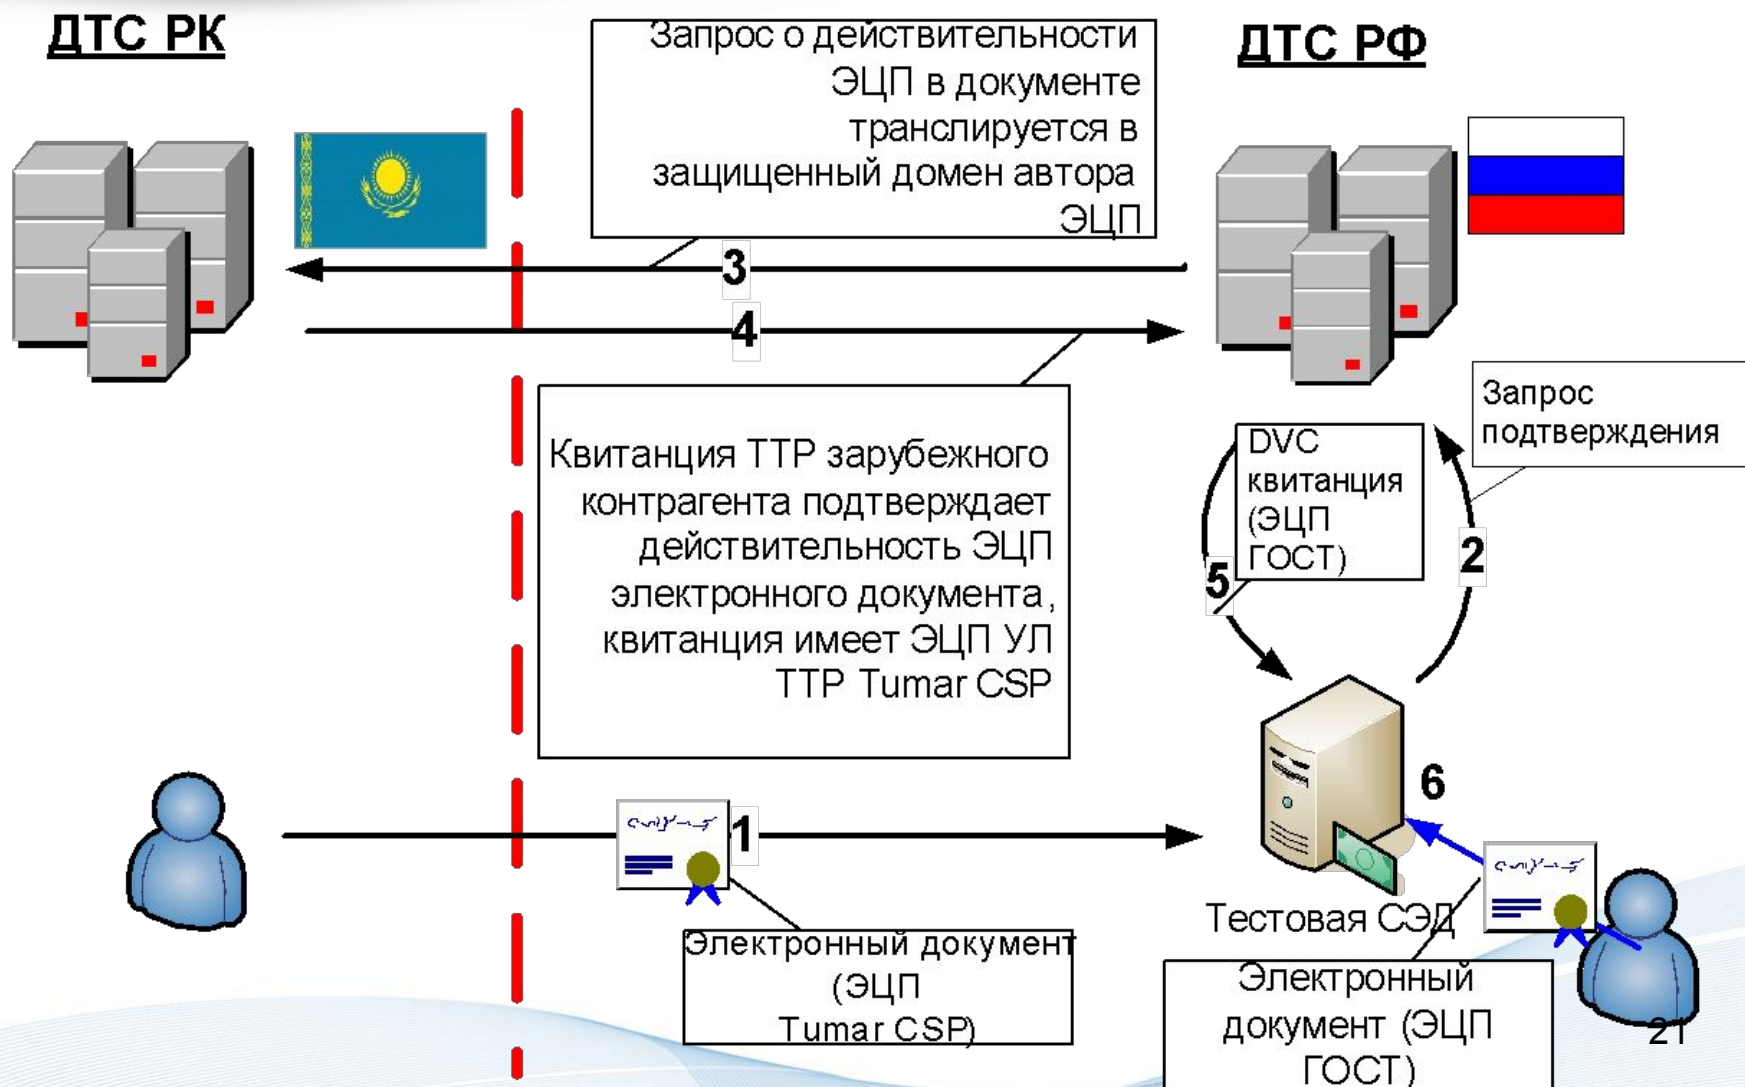 ДТС РК
Запрос о действительности
ЭЦП в документе
транслируется в
защищенный домен автора
ЭЦП
ДТС РФ
3
4
Квитанция ТТР зарубежного
контрагента подтверждает
действительность ЭЦП
электронного документа,
квитанция имеет ЭЦП УЛ
ТТР Tumar CSP
Запрос
подтверждения
DVC
квитанция
(ЭЦП
ГОСТ)
2
5
6
1
Тестовая СЭД
Электронный документ
(ЭЦП
Tumar CSP)
Электронный
документ (ЭЦП
ГОСТ)
21